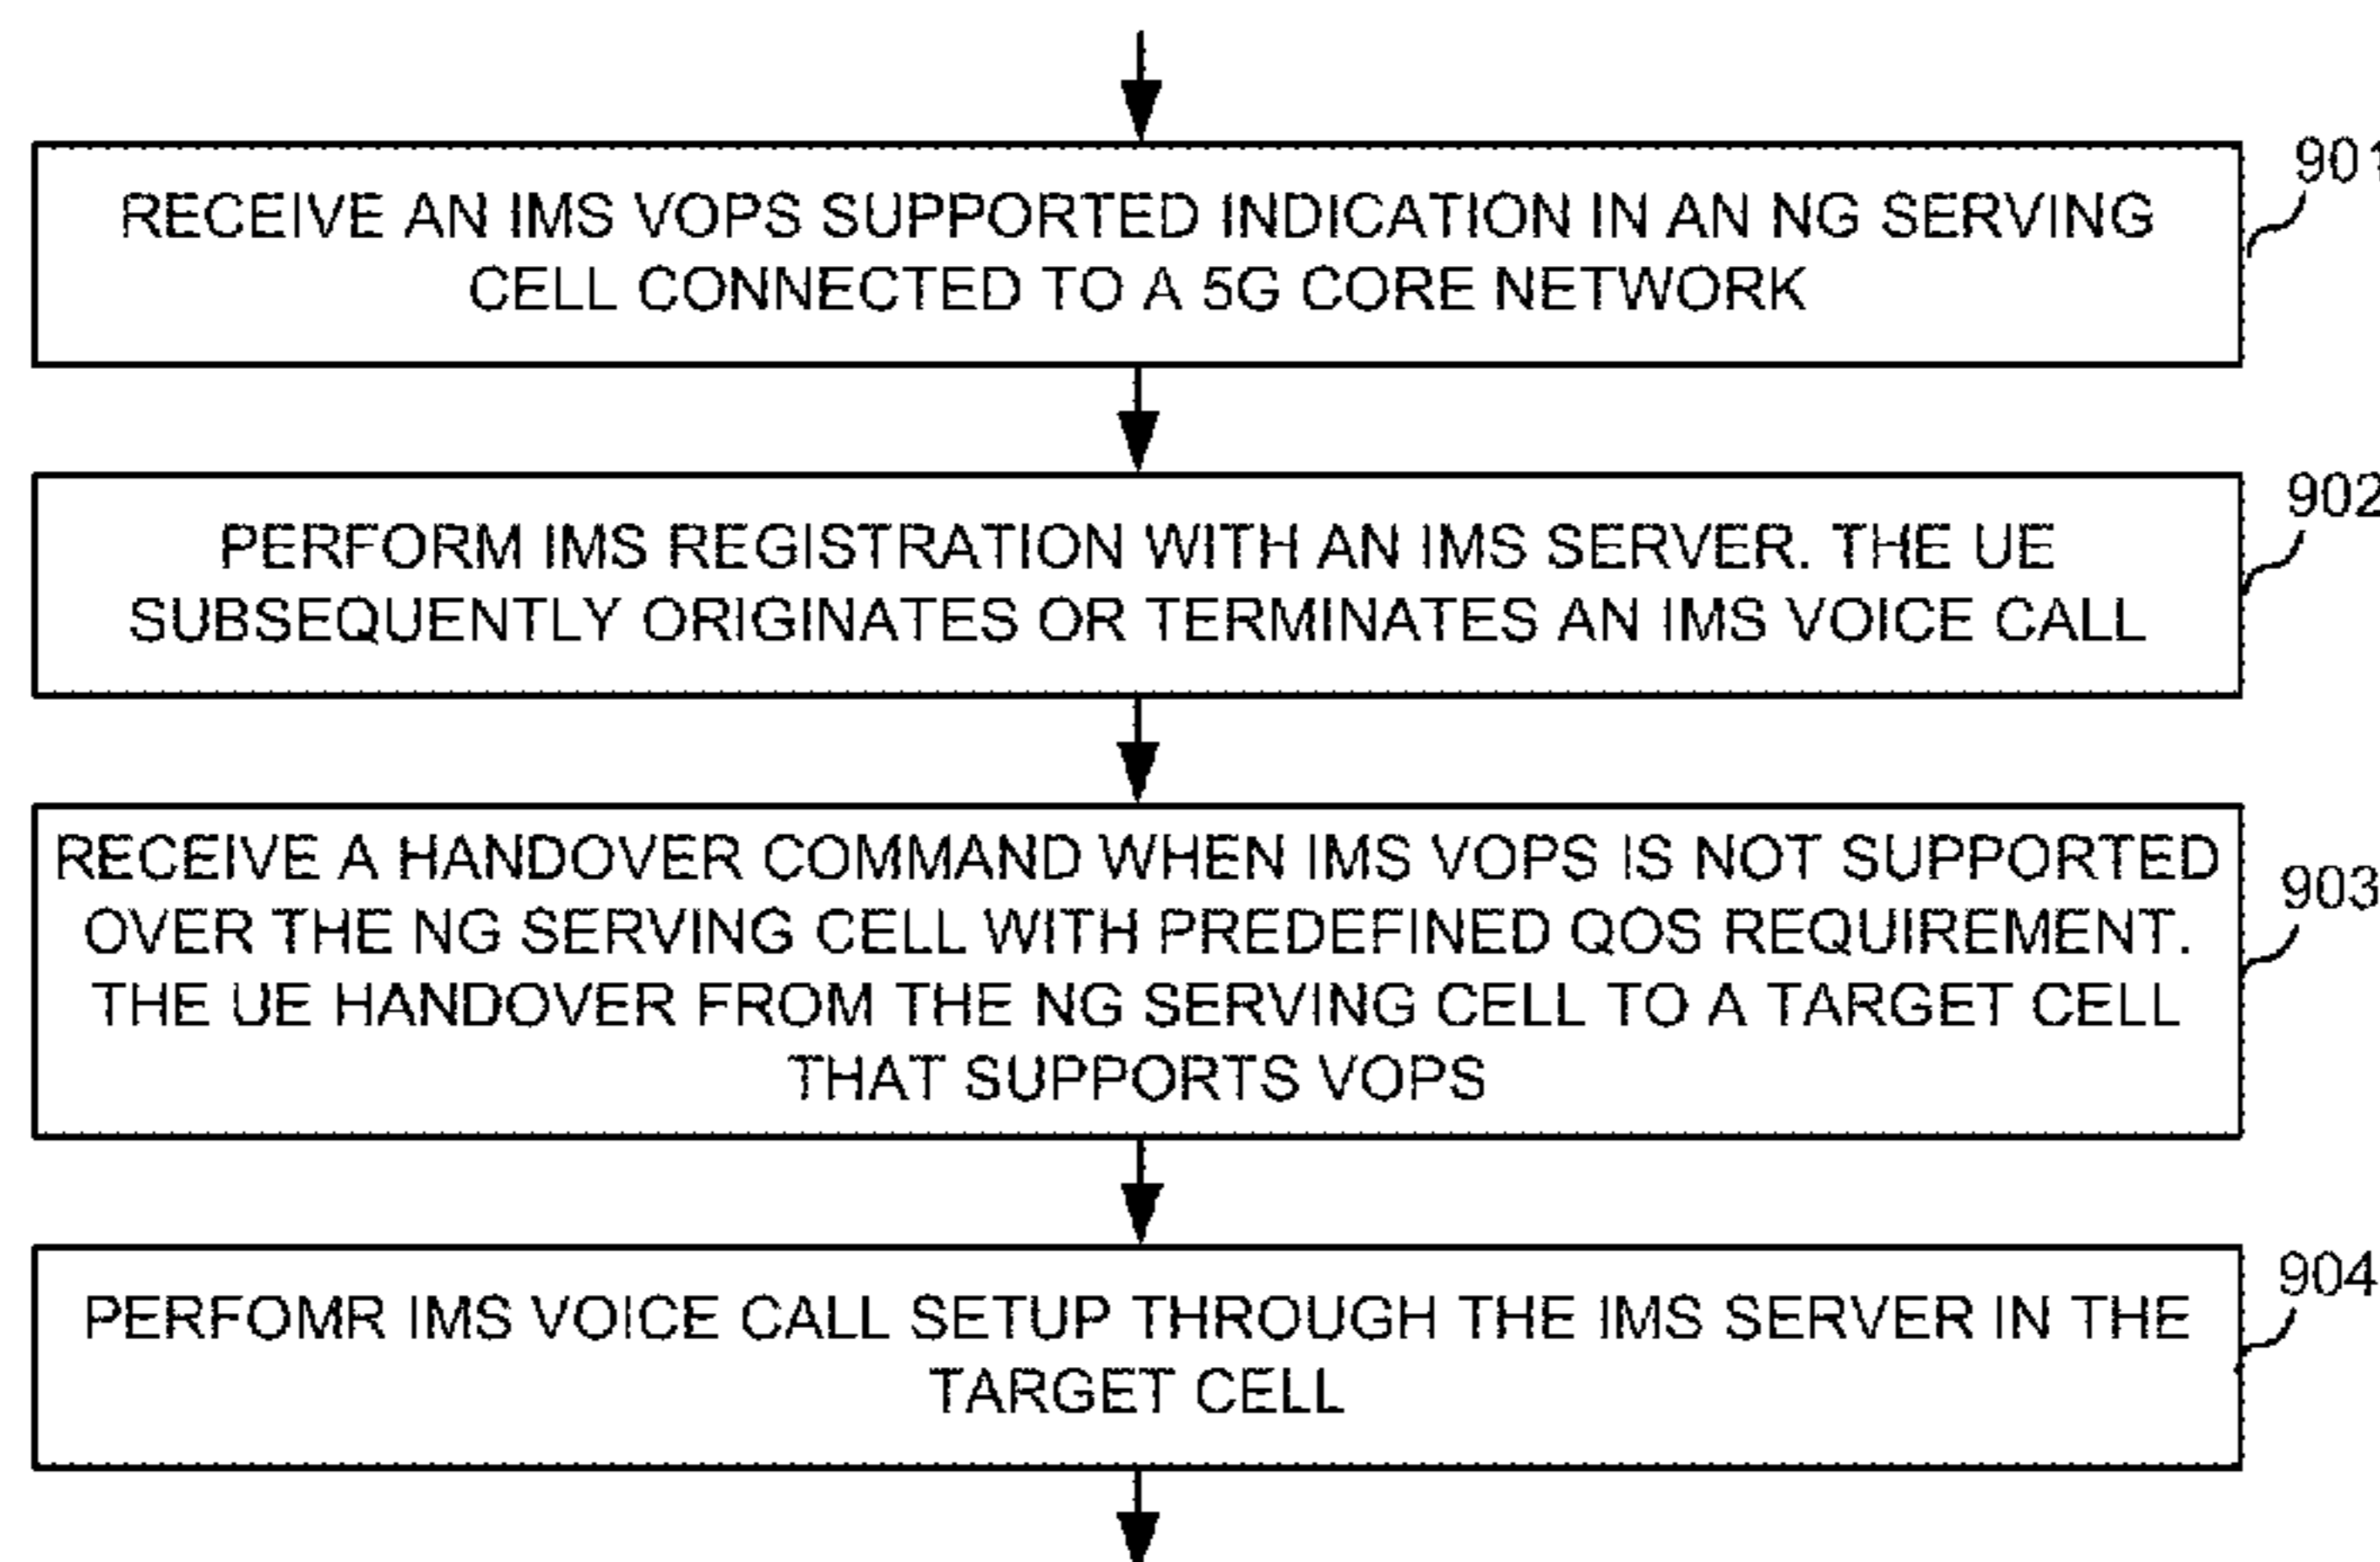 RECEIVE AN IMS VOPS SUPPORTED INDICATION IN AN NG SERVING
CELL CONNECTED TO A 5G CORE NETWORK
901
PERFORM IMS REGISTRATION WITH AN IMS SERVER. THE UE
SUBSEQUENTLY ORIGINATES OR TERMINATES AN IMS VOICE CALL
902
RECEIVE A HANDOVER COMMAND WHEN IMS VOPS IS NOT SUPPORTED
OVER THE NG SERVING CELL WITH PREDEFINED QOS REQUIREMENT.
THE UE HANDOVER FROM THE NG SERVING CELL TO A TARGET CELL
THAT SUPPORTS VOPS
903
PERFOMR IMS VOICE CALL SETUP THROUGH THE IMS SERVER IN THE
TARGET CELL
904